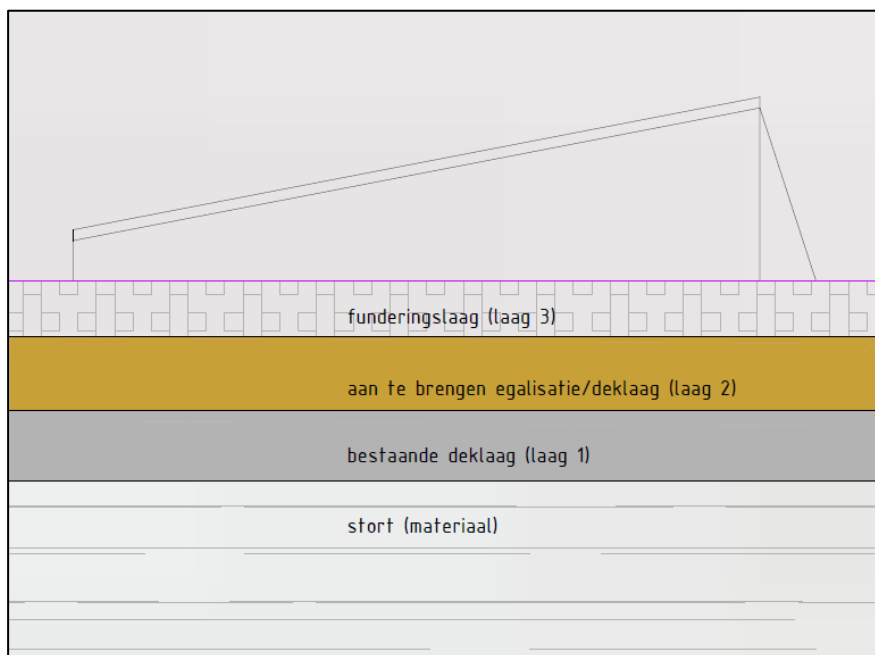 funderingslaag (laag 3)
aan te brengen egalisatie/deklaag (laag 2)
bestaande deklaag (laag 1)
stort (materiaal)